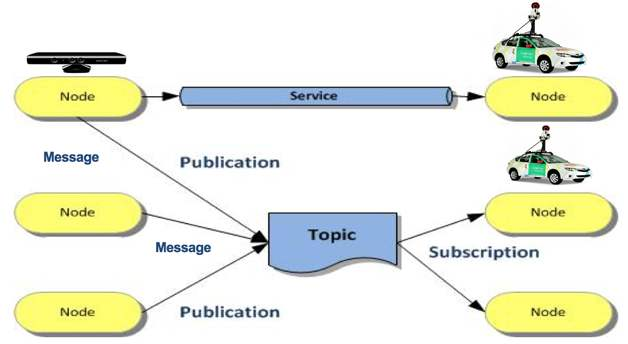 Node
Service
Node
Message
Publication
Node
Topic
Node
Message
Subscription
Node
Publication
Node